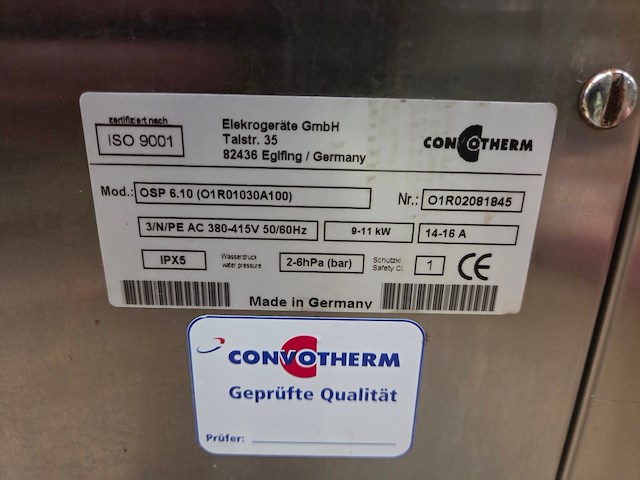 zertifiziert nach
ISO 9001
Elekrogeräte GmbH
Talstr. 35
82436 Eglfing / Germany
CONVOTHERM
Mod.: OSP 6.10 (O1R01030A100)
Nr.: O1R02081845
3/N/PE AC 380-415V 50/60Hz
9-11 kW
14-16 A
IPX5
Wasserdruck
water pressure
2-6hPa (bar)
Schutzkl.
Safety Cl.
1
CE
Made in Germany
CONVOTHERM
Geprüfte Qualität
Prüfer: